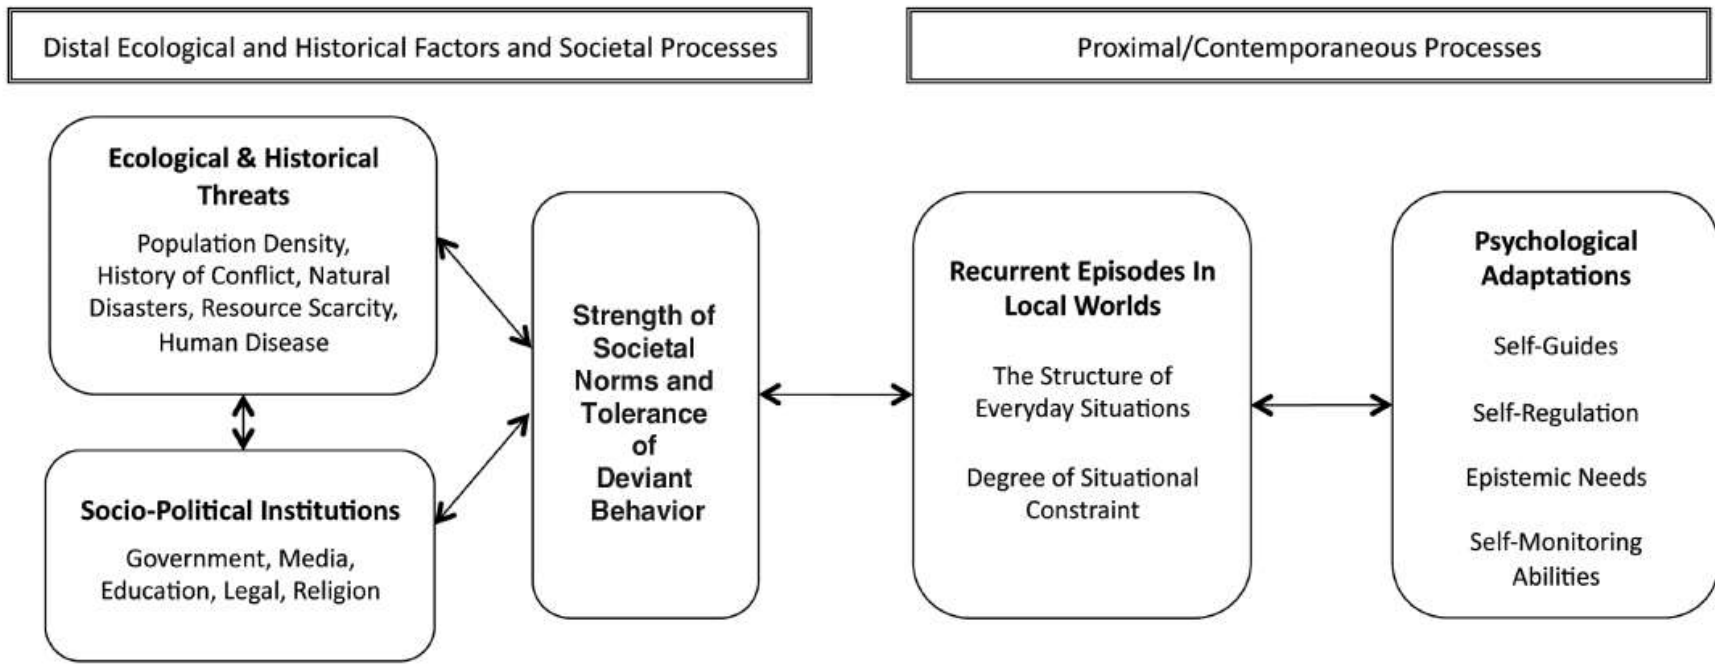 Distal Ecological and Historical Factors and Societal Processes
Proximal/Contemporaneous Processes
Ecological & Historical
Threats
Population Density,
History of Conflict, Natural
Disasters, Resource Scarcity,
Human Disease
Socio-Political Institutions
Government, Media,
Education, Legal, Religion
Strength of
Societal
Norms and
Tolerance
of
Deviant
Behavior
Recurrent Episodes In
Local Worlds
The Structure of
Everyday Situations
Degree of Situational
Constraint
Psychological
Adaptations
Self-Guides
Self-Regulation
Epistemic Needs
Self-Monitoring
Abilities